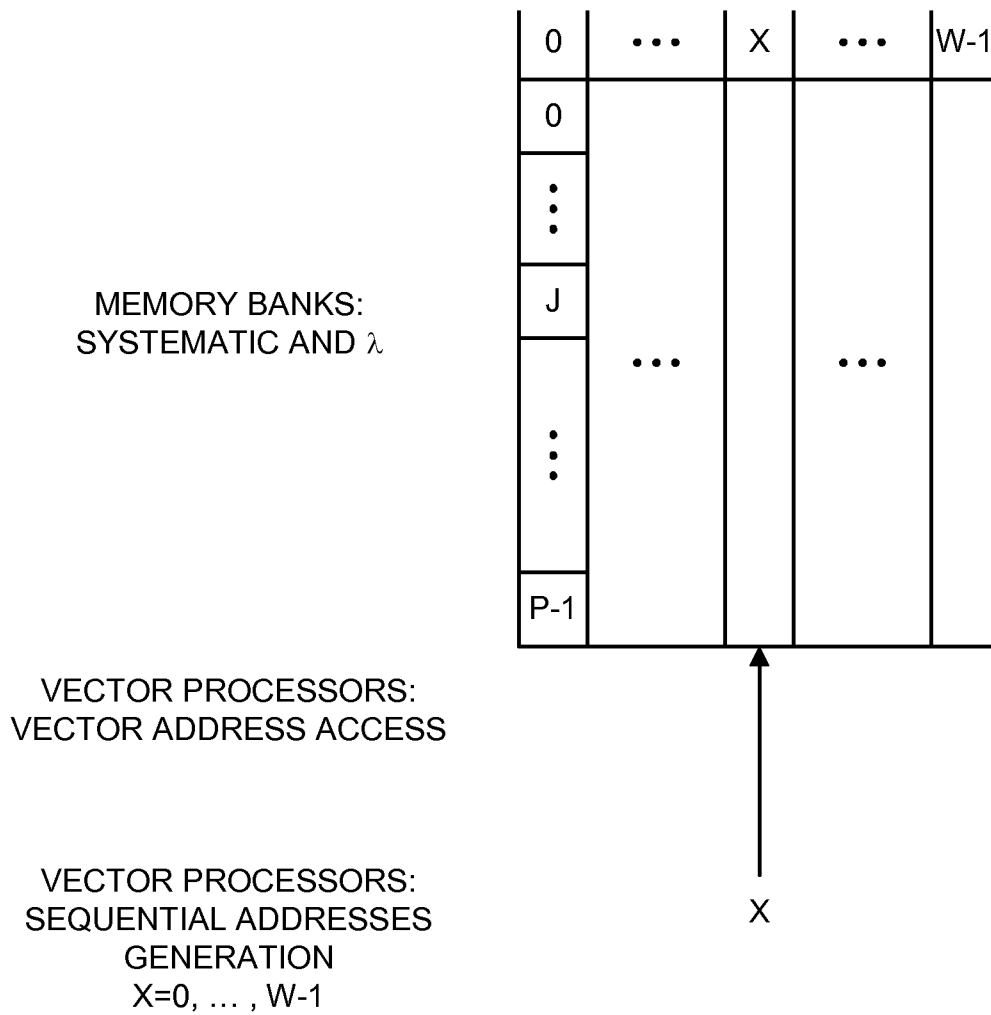 0 ... X ... W-1
0
⋮
J
MEMORY BANKS:
SYSTEMATIC AND λ
... ...
⋮
P-1
VECTOR PROCESSORS:
VECTOR ADDRESS ACCESS
VECTOR PROCESSORS:
SEQUENTIAL ADDRESSES
GENERATION
X=0, ... , W-1
X